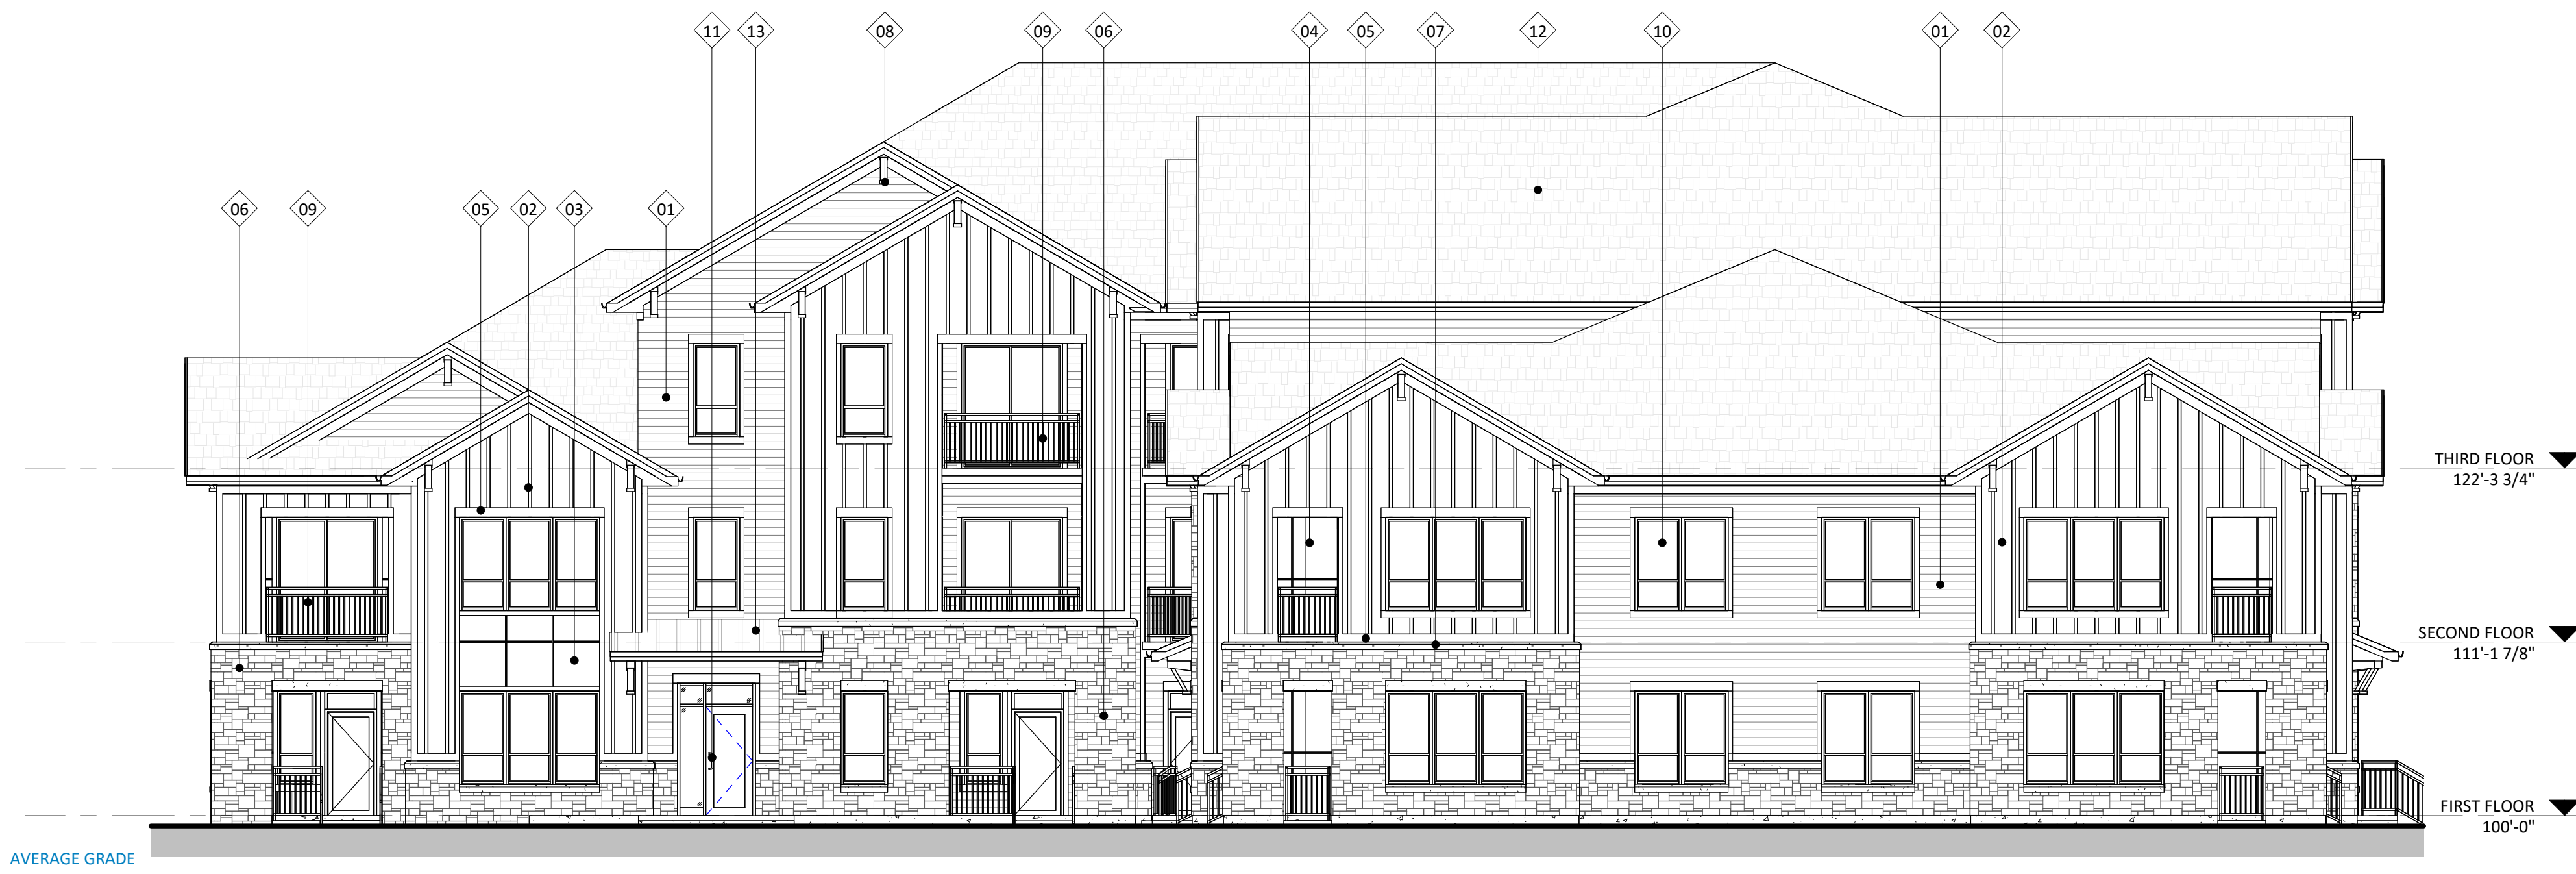 11 13 08 09 06 04 05 07 12 10 01 02
06 09 05 02 03 01
THIRD FLOOR
122'-3 3/4"
SECOND FLOOR
111'-1 7/8"
FIRST FLOOR
100'-0"
AVERAGE GRADE